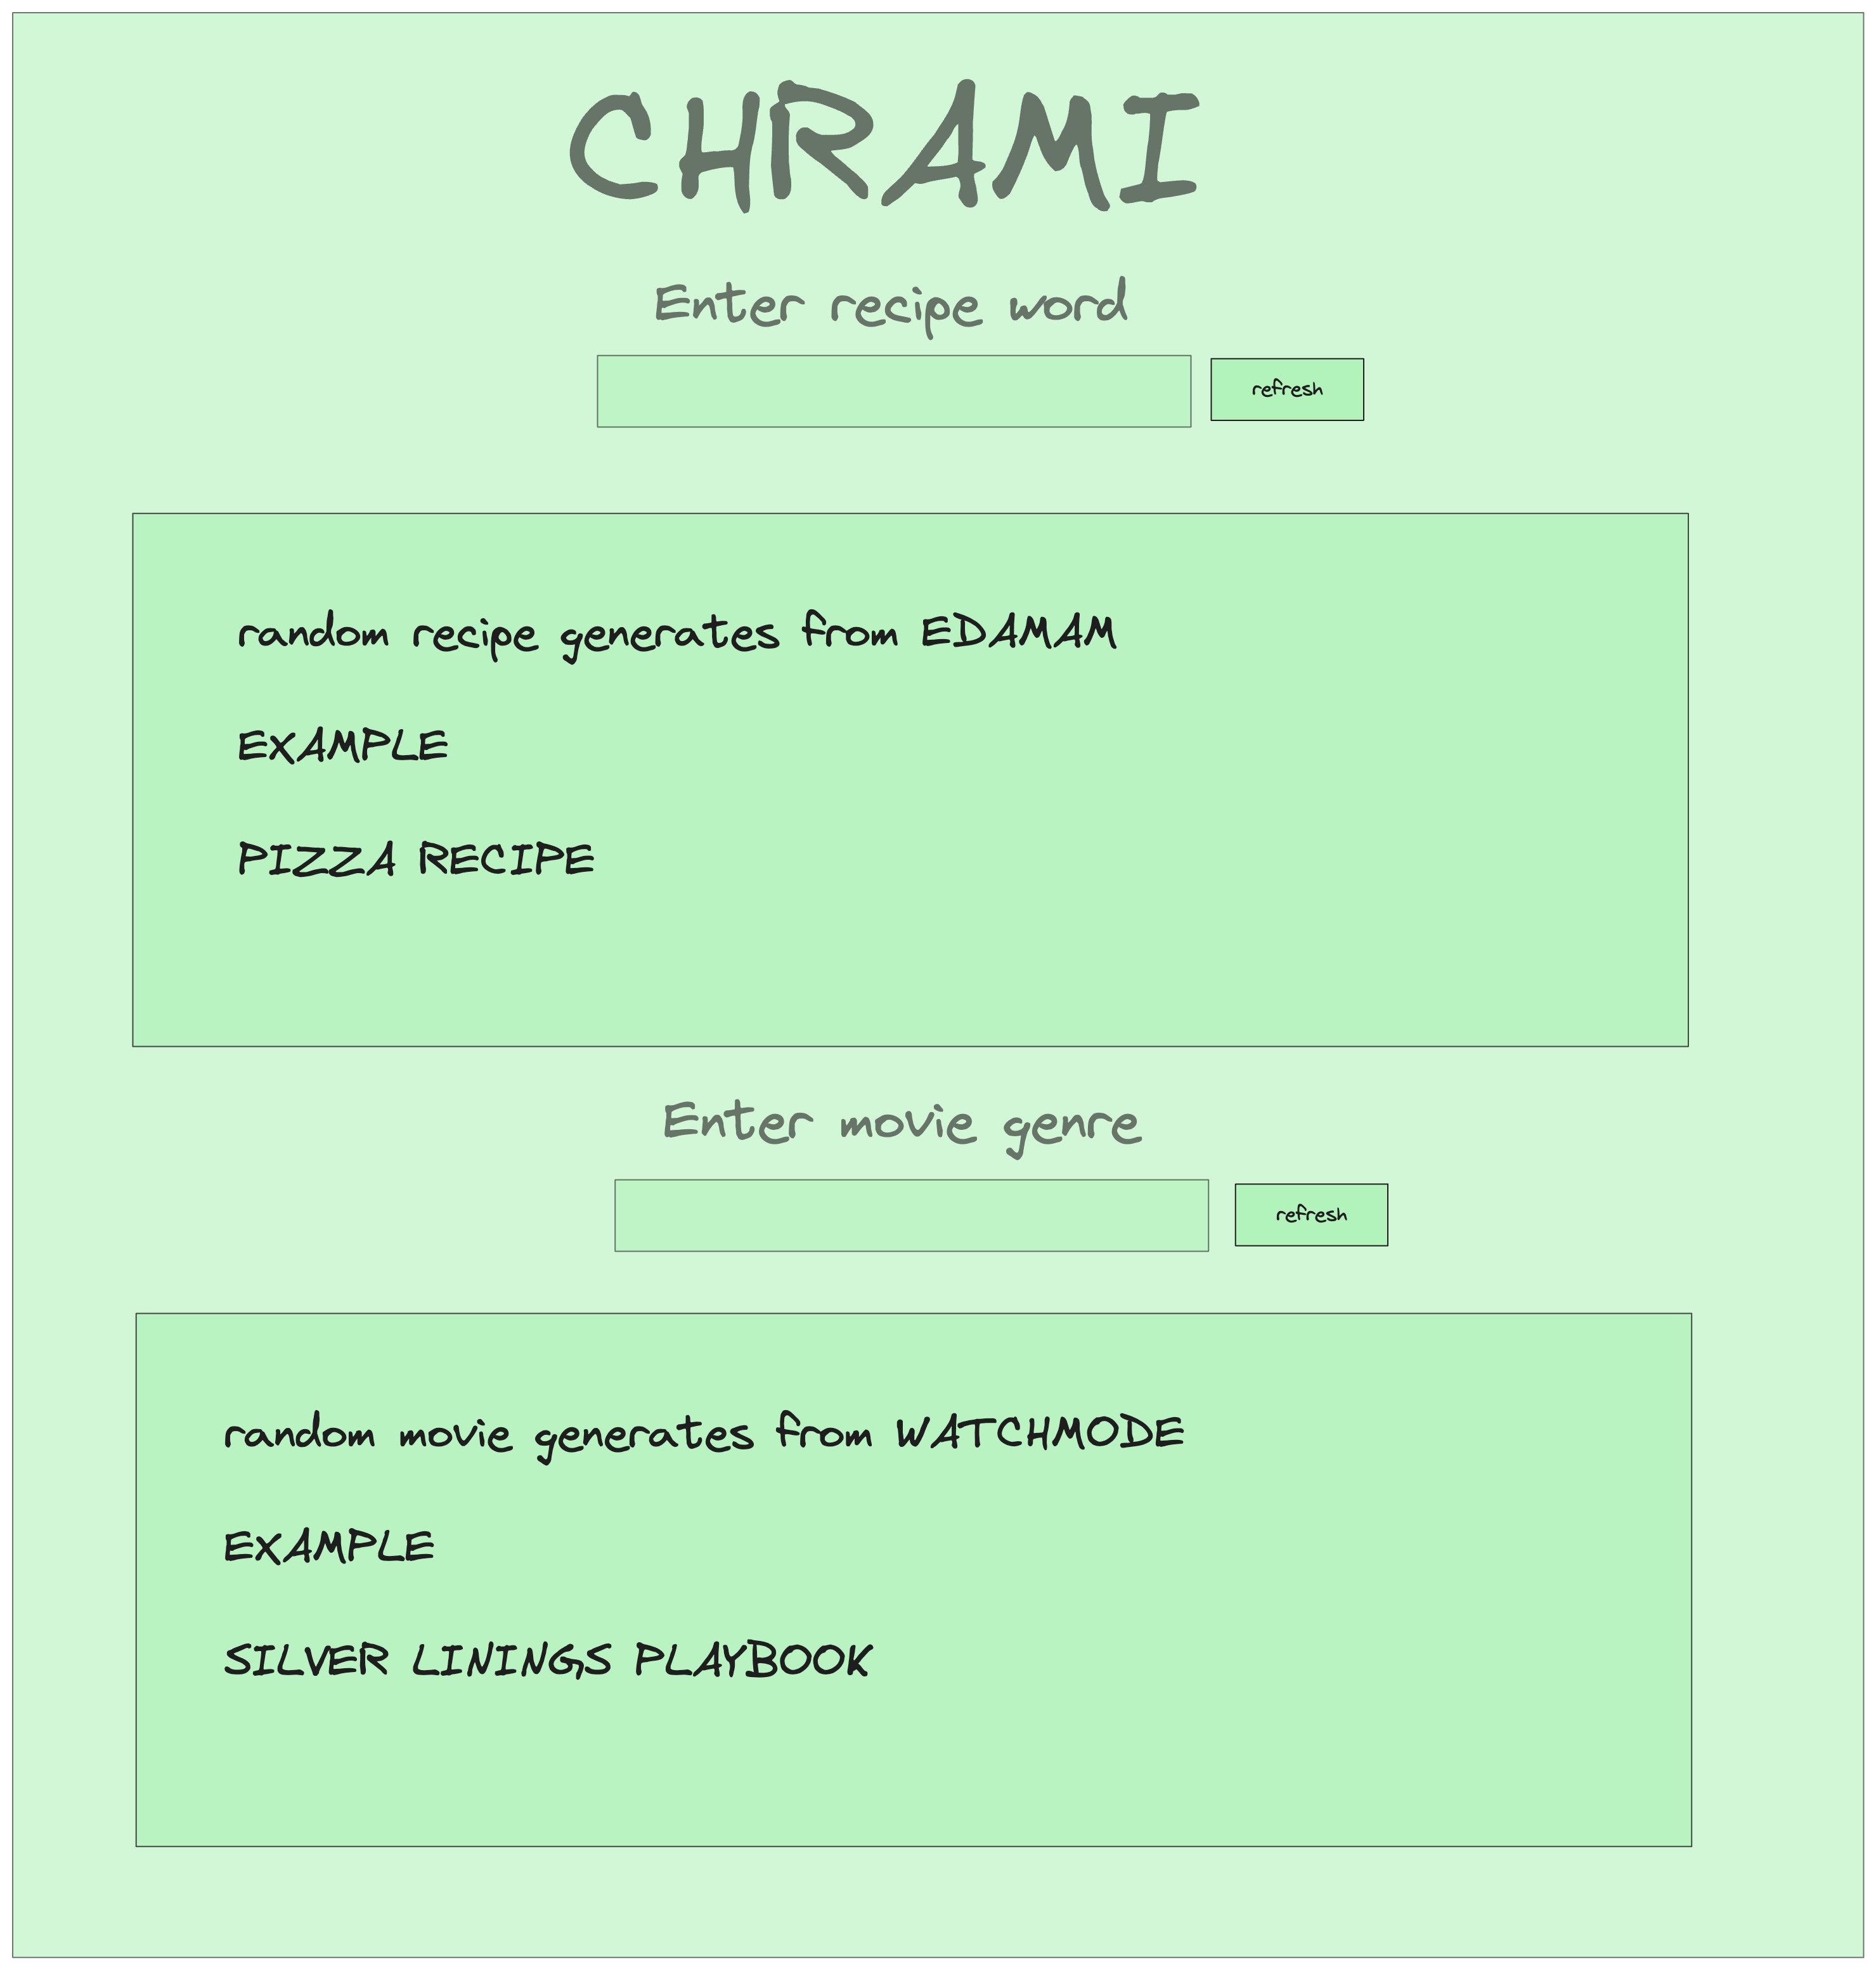 CHRAMI
Enter recipe word
refresh
random recipe generates from EDAMAM
EXAMPLE
PIZZA RECIPE
Enter movie genre
refresh
random movie generates from WATCHMODE
EXAMPLE
SILVER LININGS PLAYBOOK